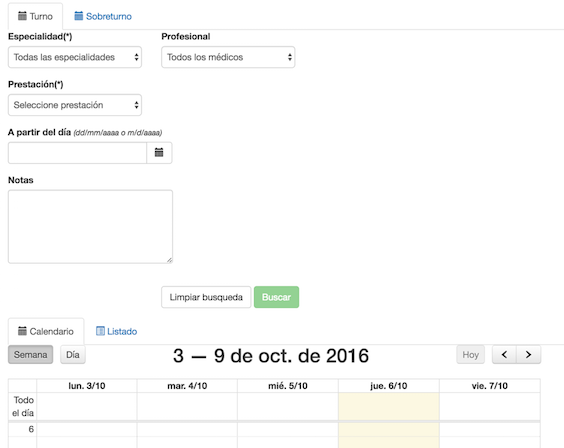 Turno Sobreturno
Especialidad(*) Profesional
Todas las especialidades Todos los médicos
Prestación(*)
Seleccione prestación
A partir del día (dd/mm/aaaa o m/d/aaaa)
Notas
Limpiar busqueda Buscar
Calendario Listado
Semana Día 3 — 9 de oct. de 2016 Hoy
lun. 3/10 mar. 4/10 mié. 5/10 jue. 6/10 vie. 7/10
Todo
el día
6